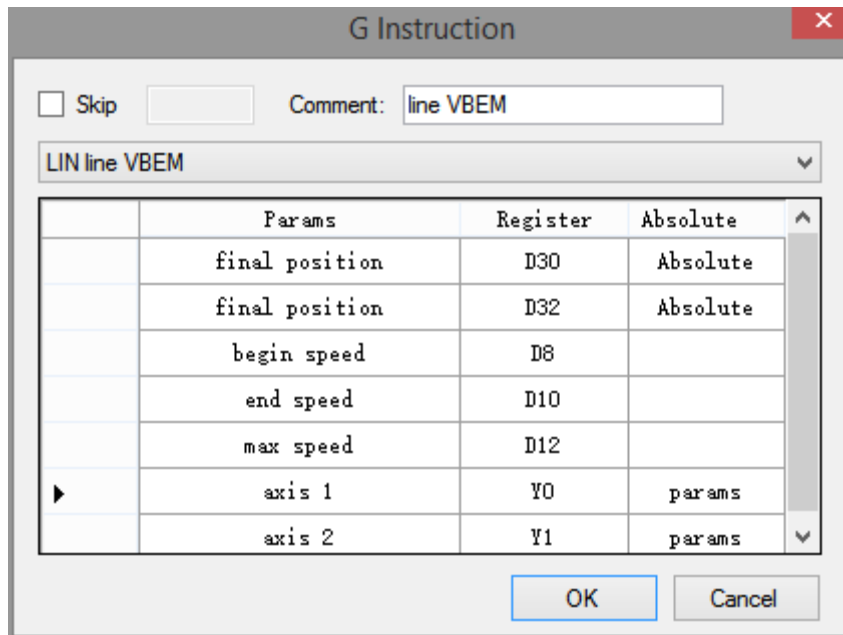 G Instruction
Skip Comment: line VBEM
LIN line VBEM
Params Register Absolute
final position D30 Absolute
final position D32 Absolute
begin speed D8
end speed D10
max speed D12
axis 1 Y0 params
axis 2 Y1 params
OK Cancel